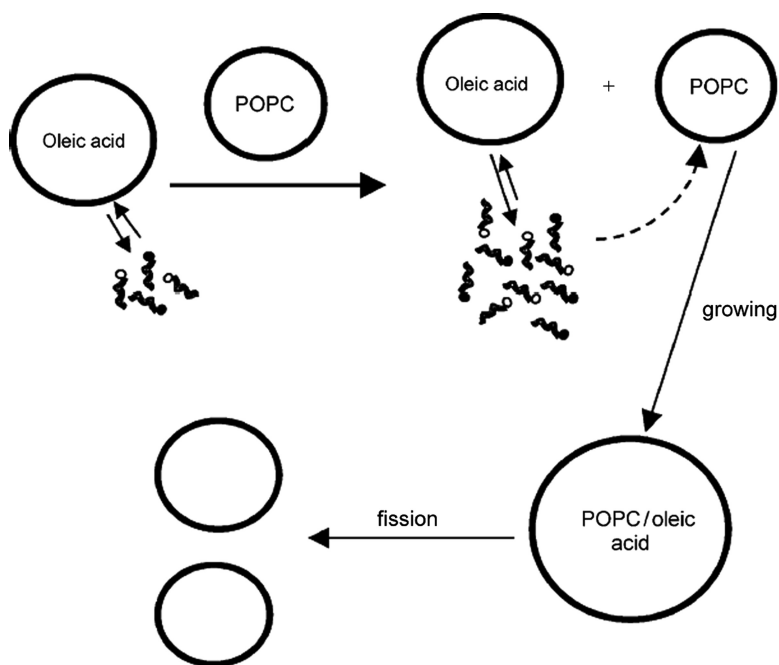 Oleic acid
POPC
Oleic acid
+
POPC
growing
POPC/oleic
acid
fission